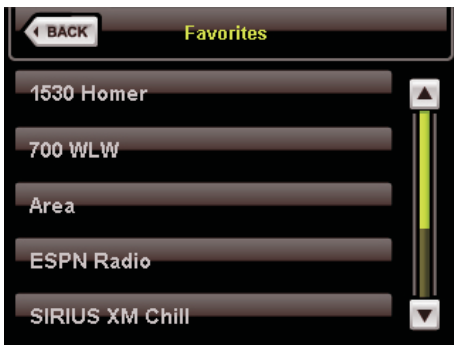 BACK
Favorites
1530 Homer
700 WLW
Area
ESPN Radio
SIRIUS XM Chill